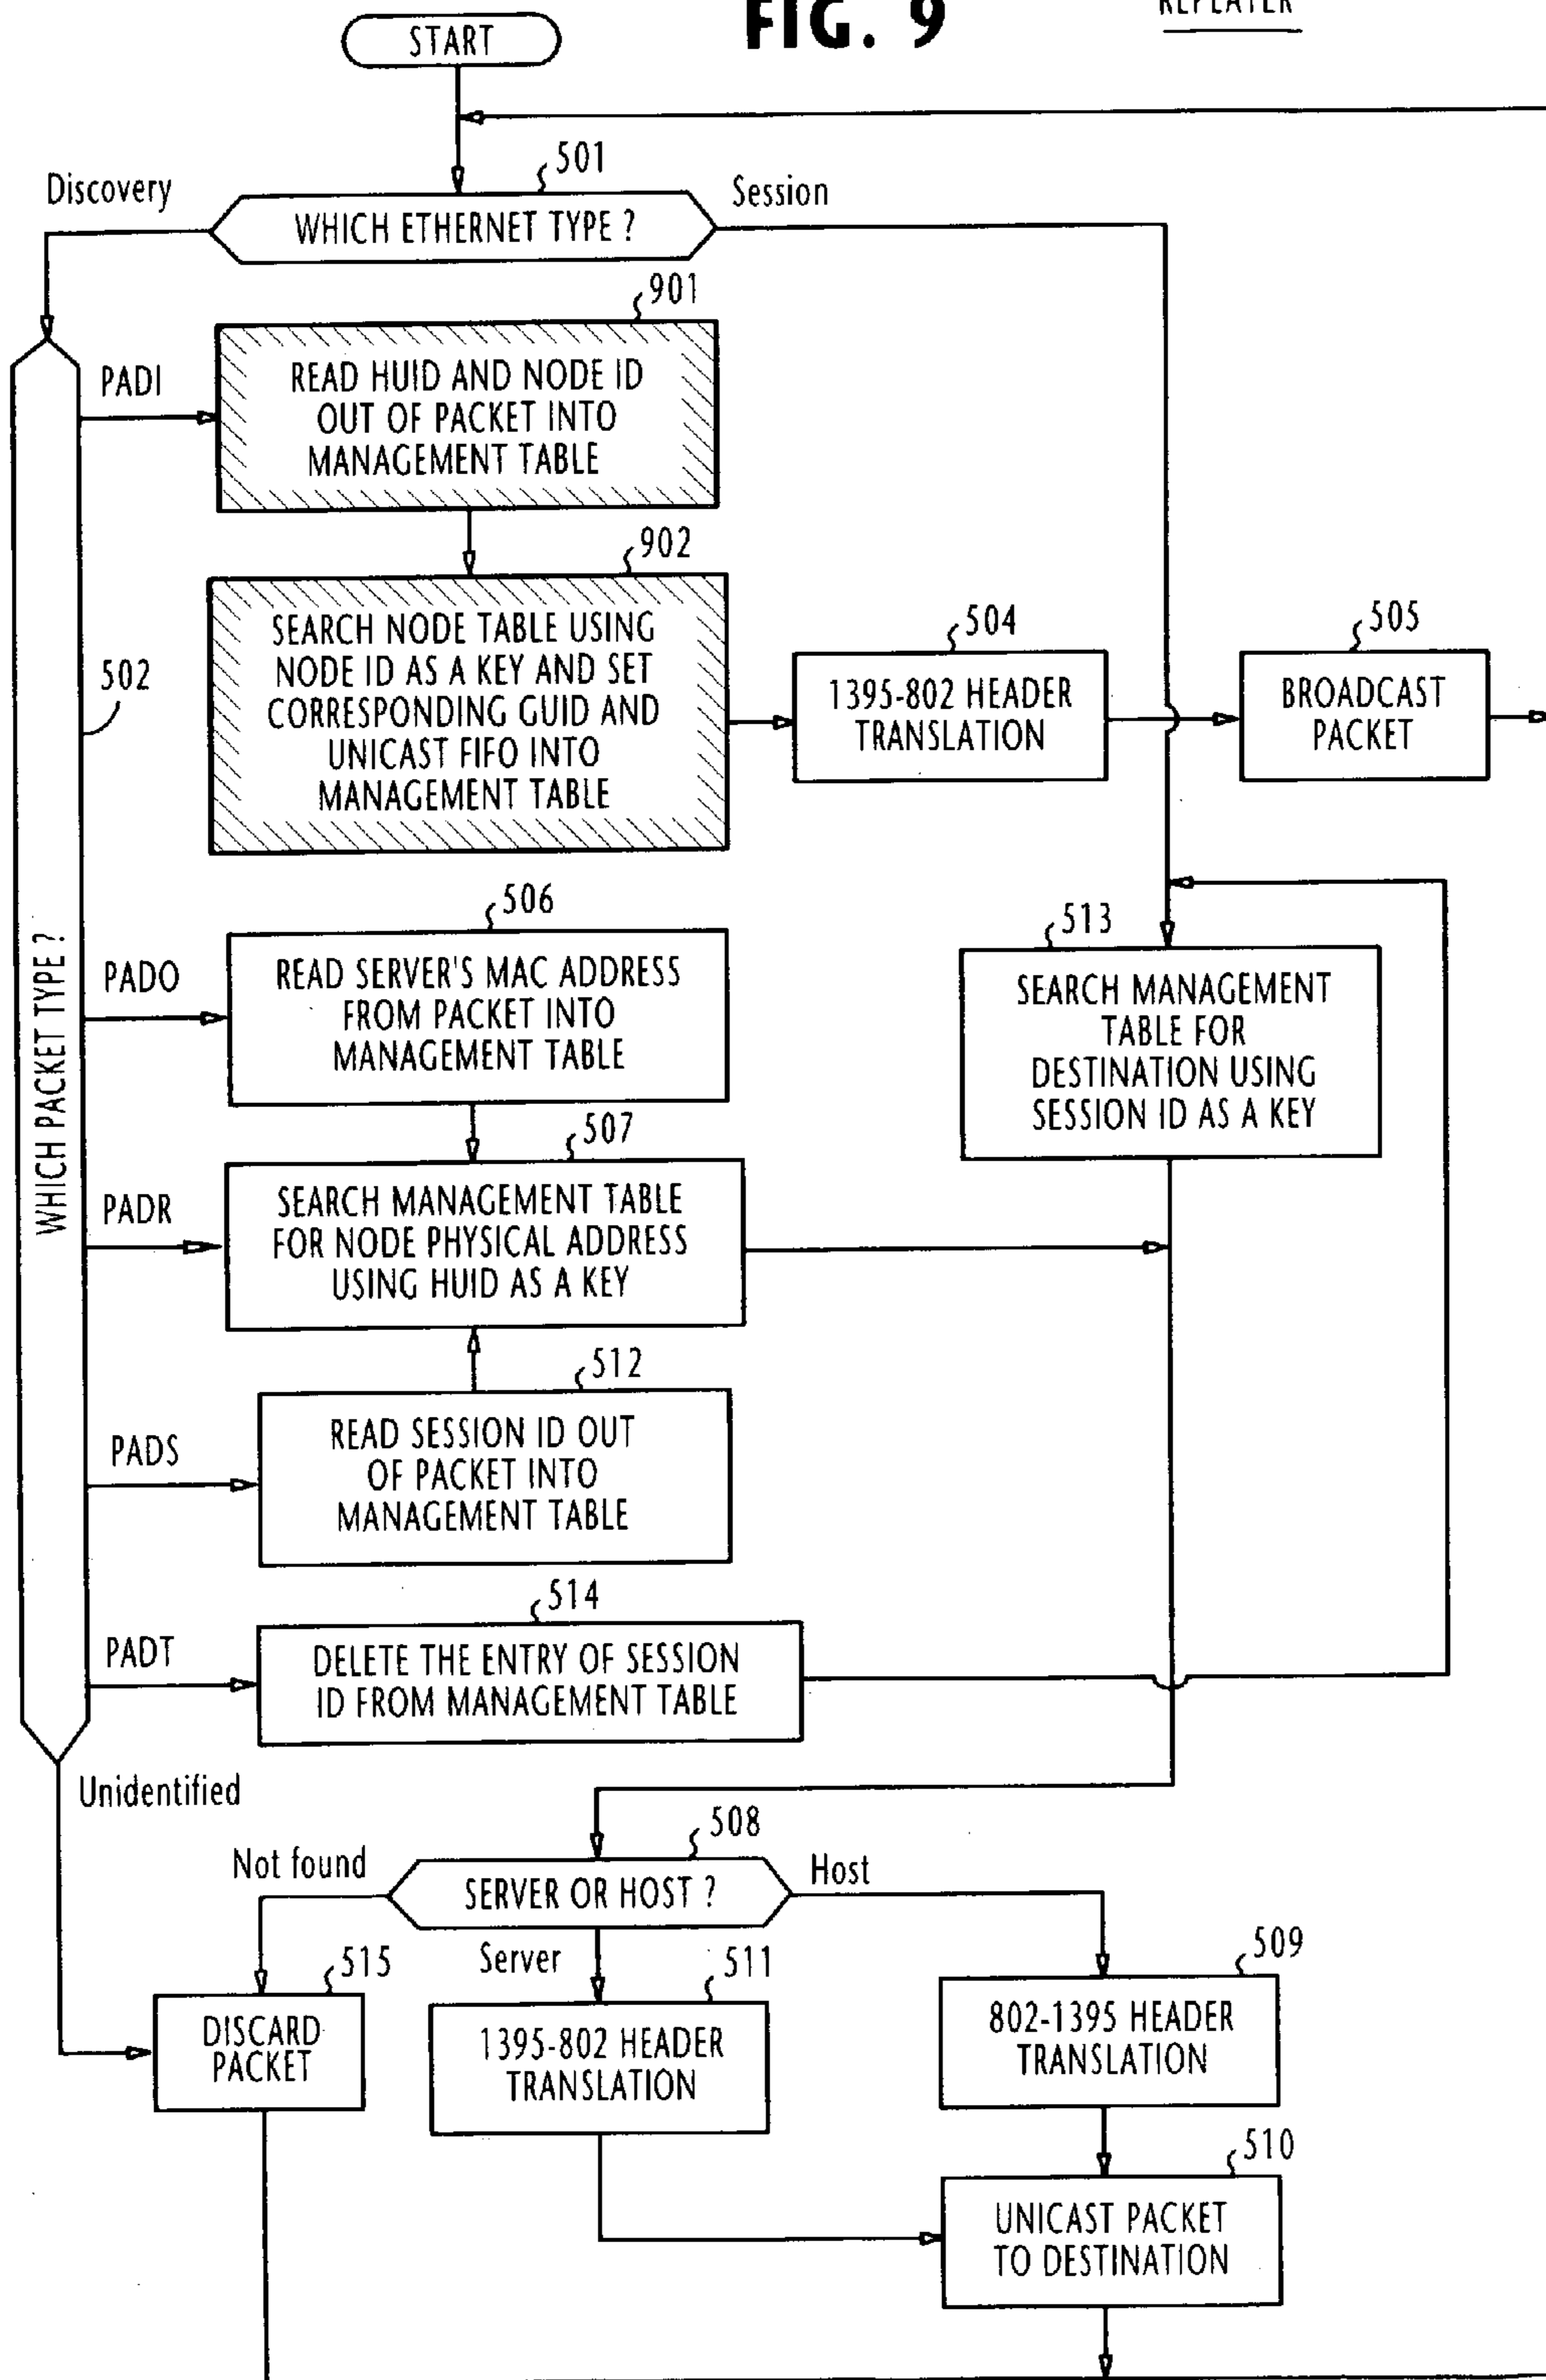 FIG. 9
REPEATER
START
501
Discovery
Session
WHICH ETHERNET TYPE ?
901
PADI
READ HUID AND NODE ID
OUT OF PACKET INTO
MANAGEMENT TABLE
902
SEARCH NODE TABLE USING
NODE ID AS A KEY AND SET
CORRESPONDING GUID AND
UNICAST FIFO INTO
MANAGEMENT TABLE
504
1395-802 HEADER
TRANSLATION
505
BROADCAST
PACKET
502
WHICH PACKET TYPE ?
506
PADO
READ SERVER'S MAC ADDRESS
FROM PACKET INTO
MANAGEMENT TABLE
513
SEARCH MANAGEMENT
TABLE FOR
DESTINATION USING
SESSION ID AS A KEY
507
PADR
SEARCH MANAGEMENT TABLE
FOR NODE PHYSICAL ADDRESS
USING HUID AS A KEY
512
PADS
READ SESSION ID OUT
OF PACKET INTO
MANAGEMENT TABLE
514
PADT
DELETE THE ENTRY OF SESSION
ID FROM MANAGEMENT TABLE
Unidentified
508
Not found
SERVER OR HOST ?
Host
Server
515
DISCARD
PACKET
511
1395-802 HEADER
TRANSLATION
509
802-1395 HEADER
TRANSLATION
510
UNICAST PACKET
TO DESTINATION